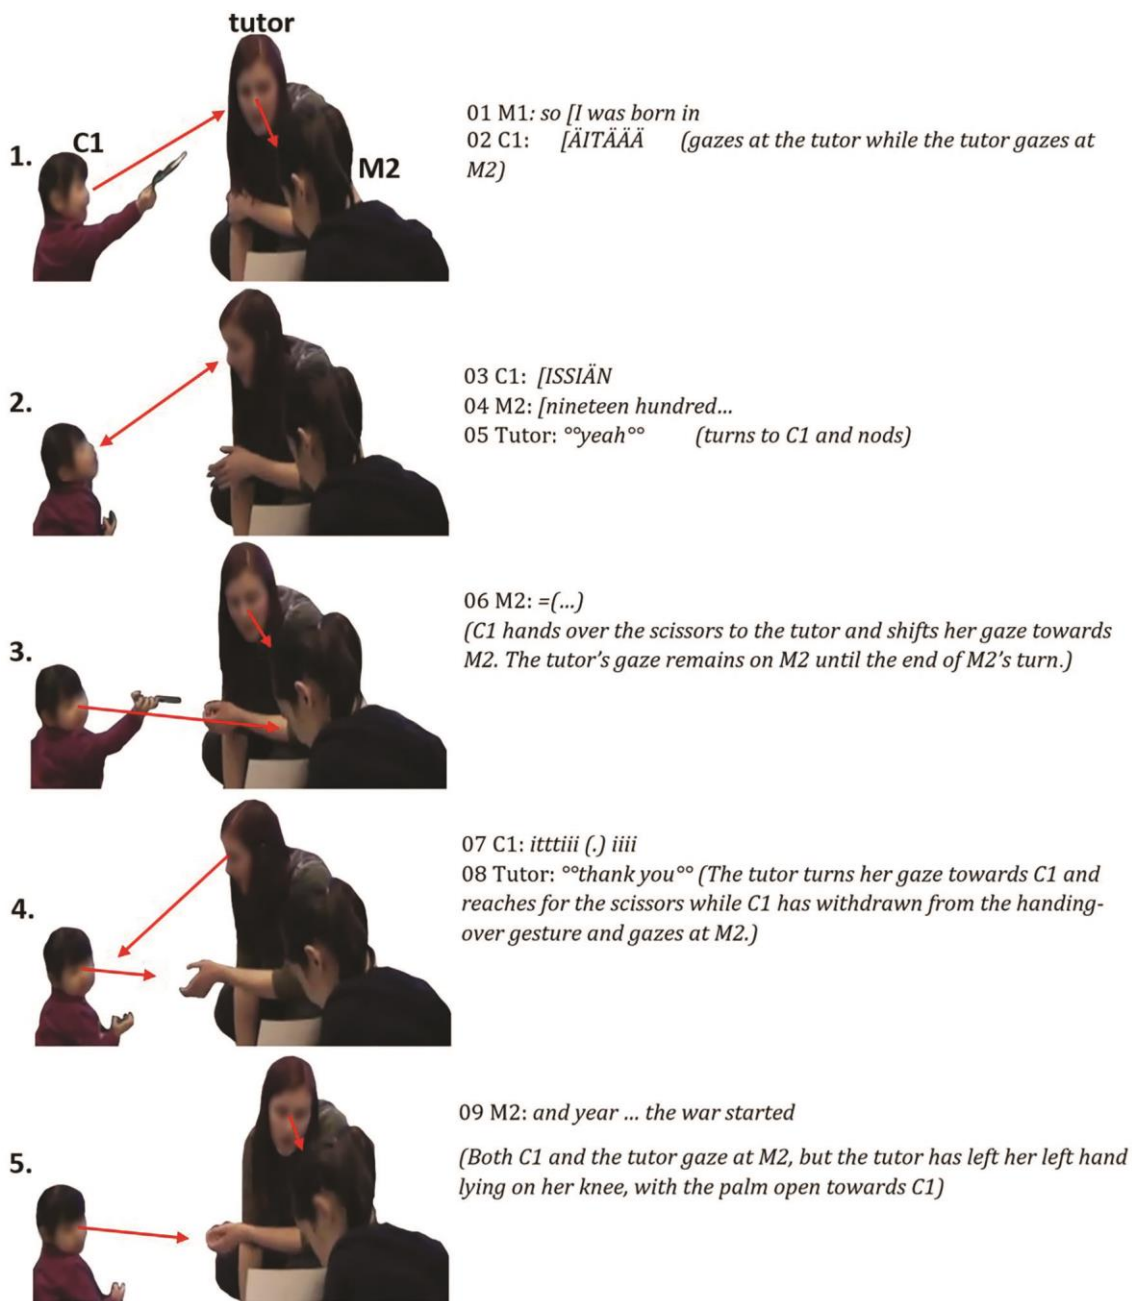 tutor
C1
1.
M2
01 M1: so [I was born in
02 C1: [ÄITÄÄÄ (gazes at the tutor while the tutor gazes at
M2)
2.
03 C1: [ISSIÄN
04 M2: [nineteen hundred...
05 Tutor: °°yeah°° (turns to C1 and nods)
3.
06 M2: =(...)
(C1 hands over the scissors to the tutor and shifts her gaze towards
M2. The tutor's gaze remains on M2 until the end of M2's turn.)
4.
07 C1: itttiii (.) iiii
08 Tutor: °°thank you°° (The tutor turns her gaze towards C1 and
reaches for the scissors while C1 has withdrawn from the handing-
over gesture and gazes at M2.)
5.
09 M2: and year ... the war started
(Both C1 and the tutor gaze at M2, but the tutor has left her left hand
lying on her knee, with the palm open towards C1)